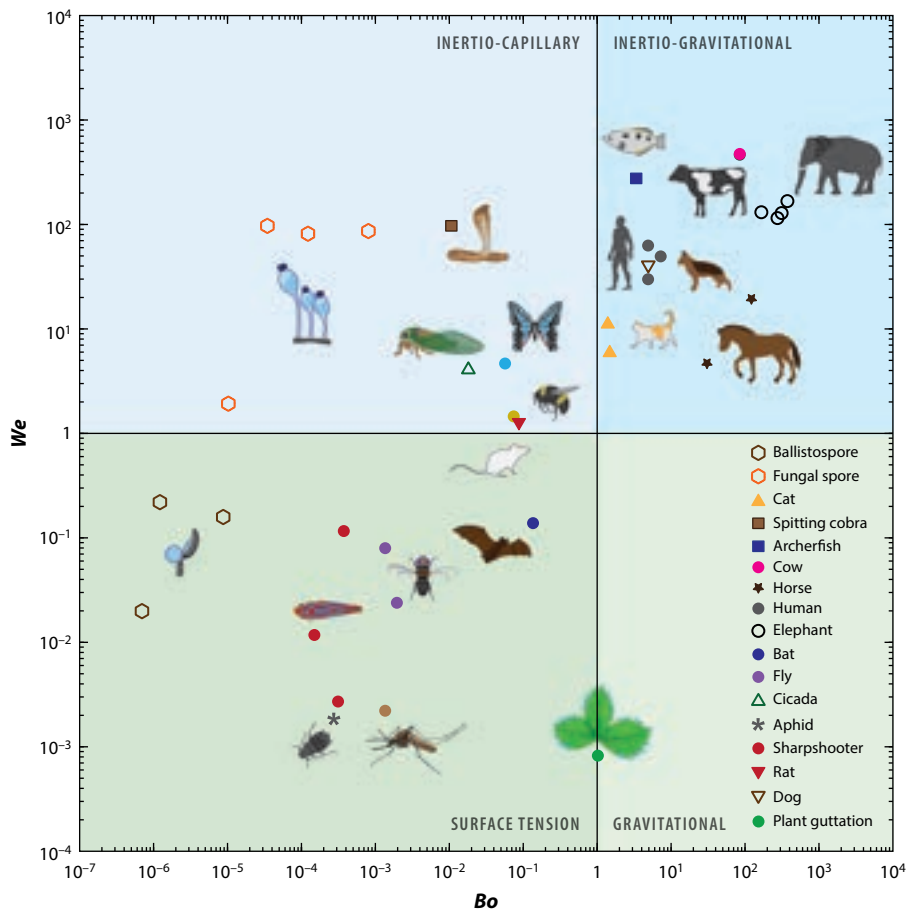 10⁴
INERTIO-CAPILLARY
INERTIO-GRAVITATIONAL
10³
10²
10¹
We
1
10⁻¹
10⁻²
10⁻³
10⁻⁴
Ballistospore
Fungal spore
Cat
Spitting cobra
Archerfish
Cow
Horse
Human
Elephant
Bat
Fly
Cicada
Aphid
Sharpshooter
Rat
Dog
Plant guttation
SURFACE TENSION
GRAVITATIONAL
10⁻⁷ 10⁻⁶ 10⁻⁵ 10⁻⁴ 10⁻³ 10⁻² 10⁻¹ 1 10¹ 10² 10³ 10⁴
Bo